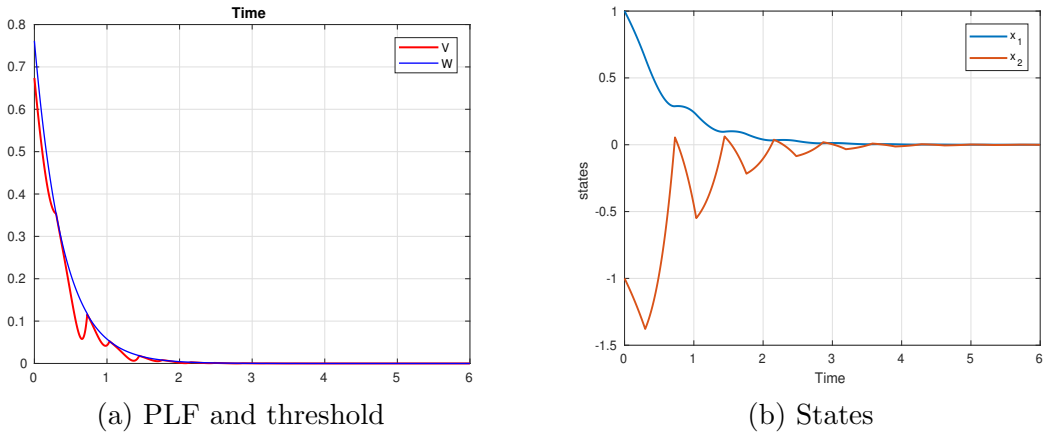 Time
0.8
0.7
0.6
0.5
0.4
0.3
0.2
0.1
0
0 1 2 3 4 5 6
V
W
(a) PLF and threshold
1
0.5
0
-0.5
-1
-1.5
states
0 1 2 3 4 5 6
Time
x1
x2
(b) States